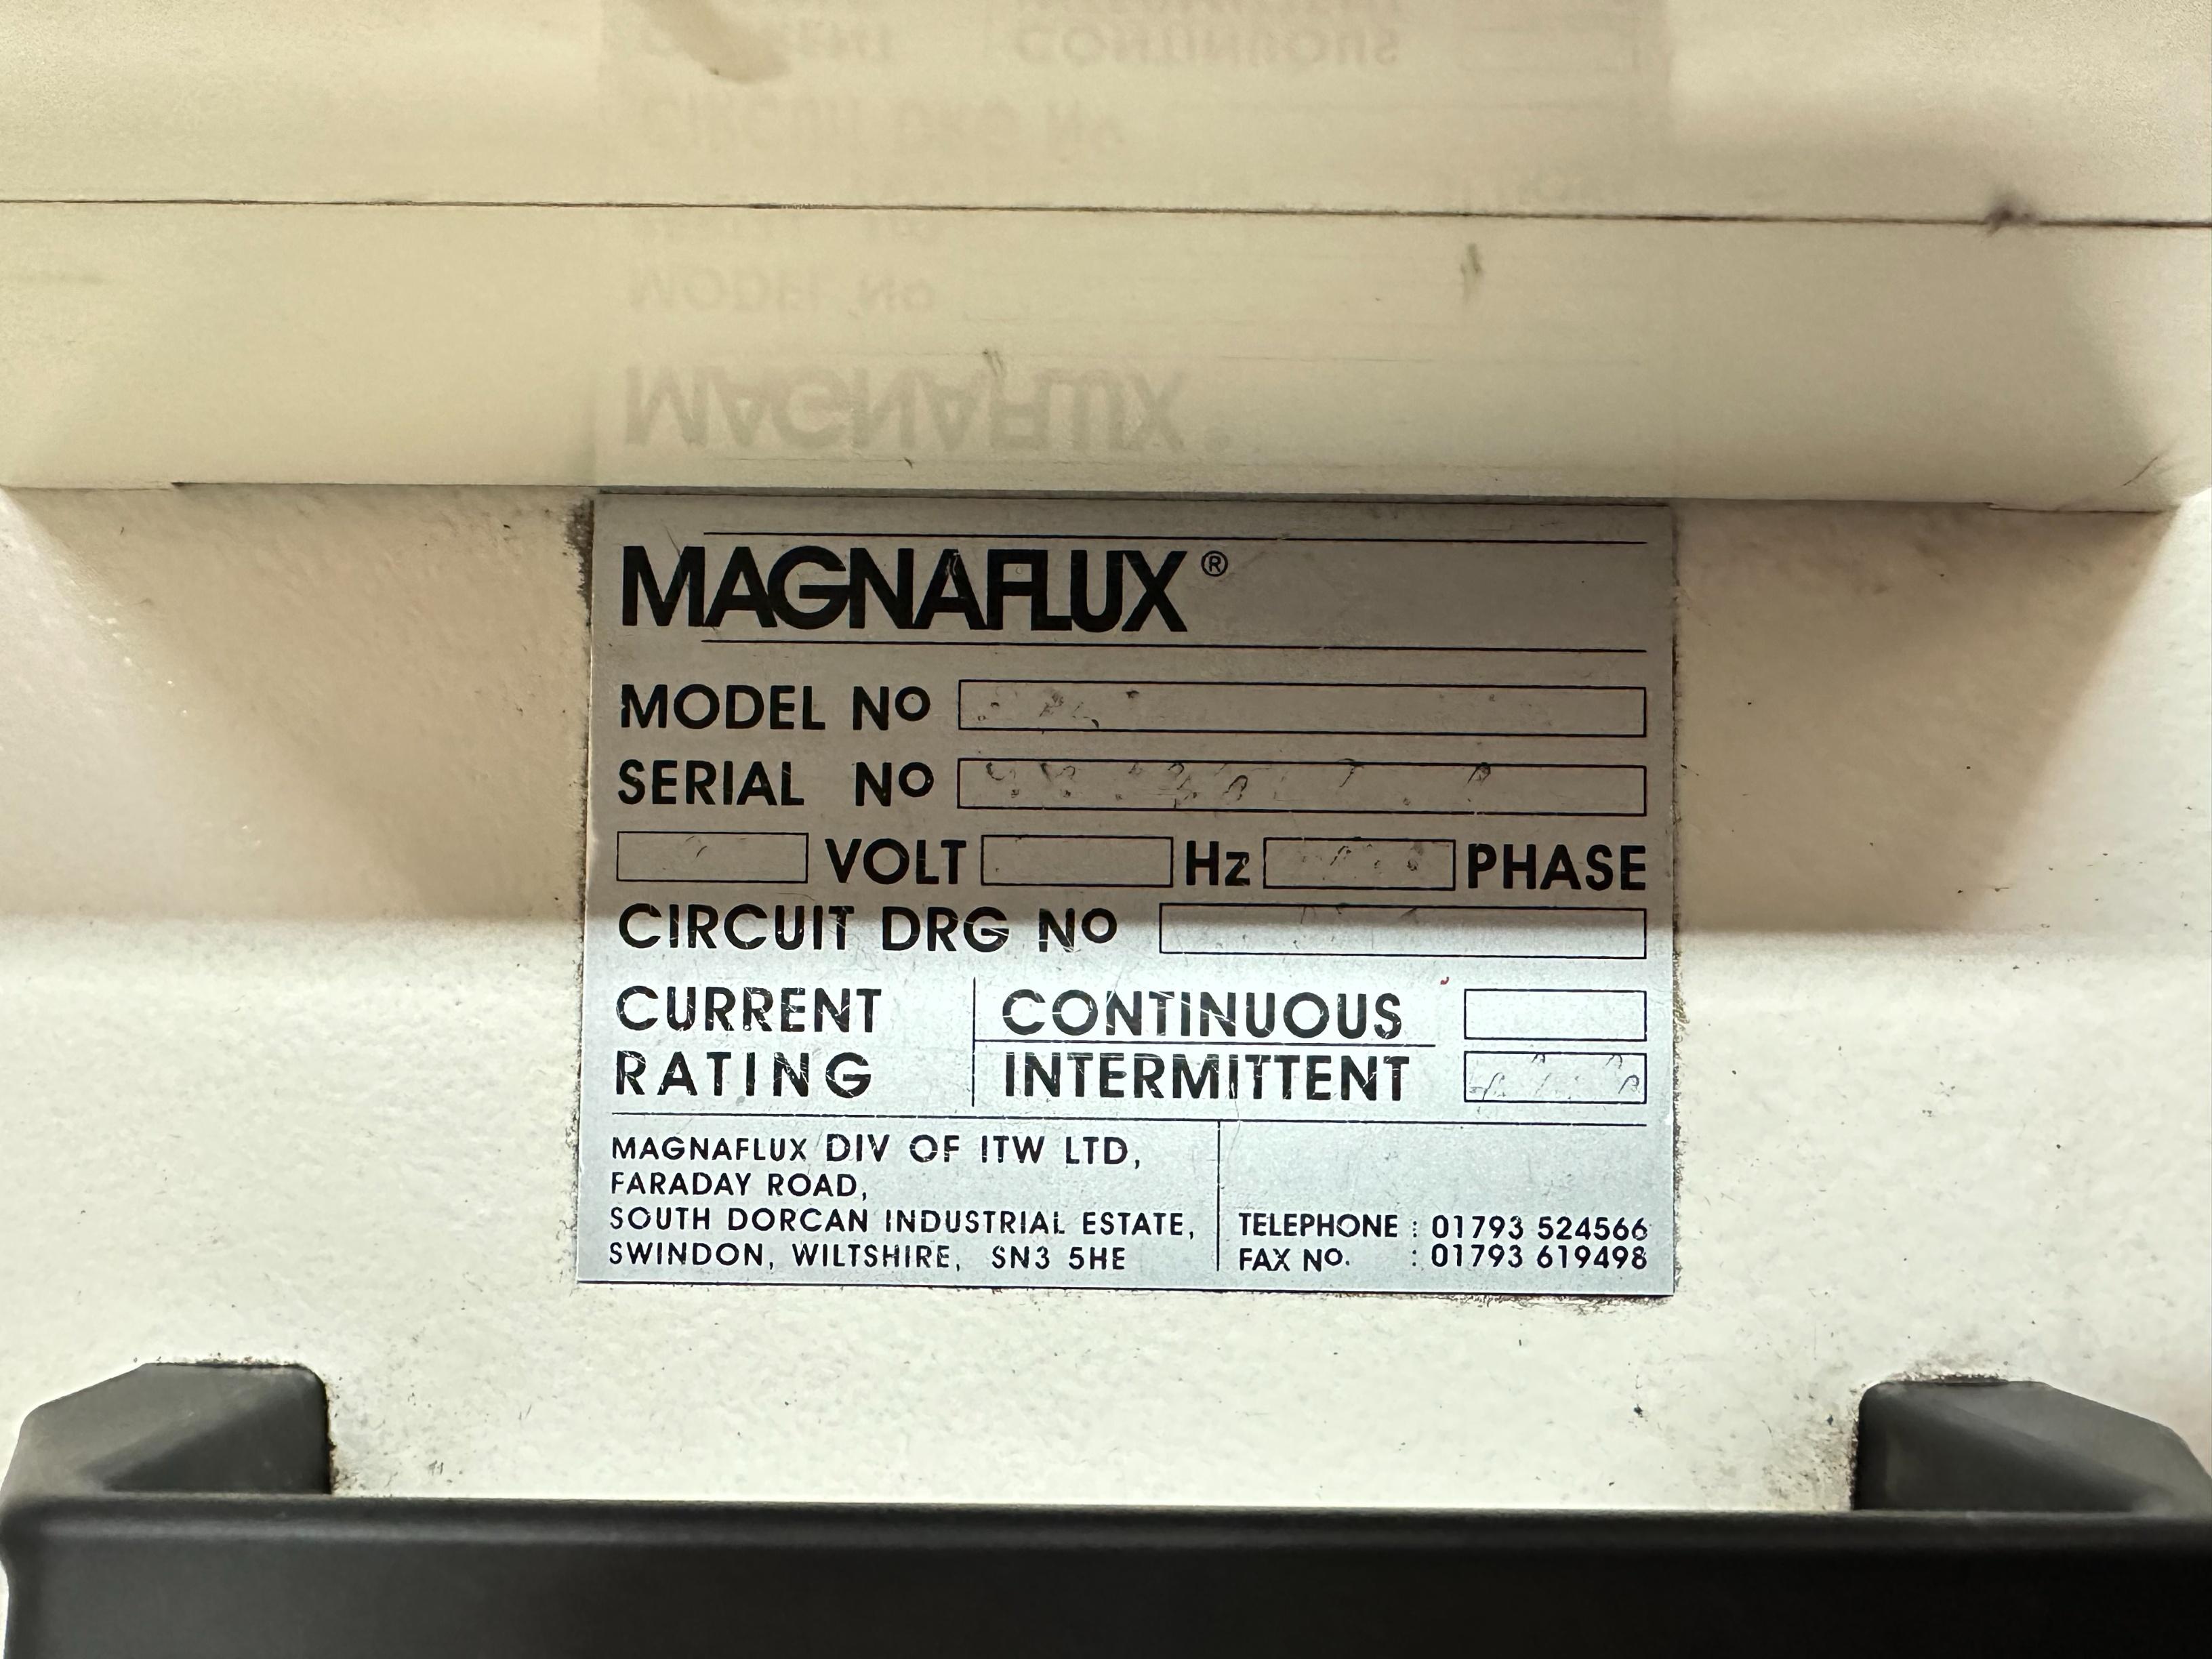 MAGNAFLUX®
MODEL No
SERIAL No
VOLT Hz PHASE
CIRCUIT DRG No
CURRENT RATING
CONTINUOUS
INTERMITTENT
MAGNAFLUX DIV OF ITW LTD,
FARADAY ROAD,
SOUTH DORCAN INDUSTRIAL ESTATE,
SWINDON, WILTSHIRE, SN3 5HE
TELEPHONE : 01793 524566
FAX No. : 01793 619498